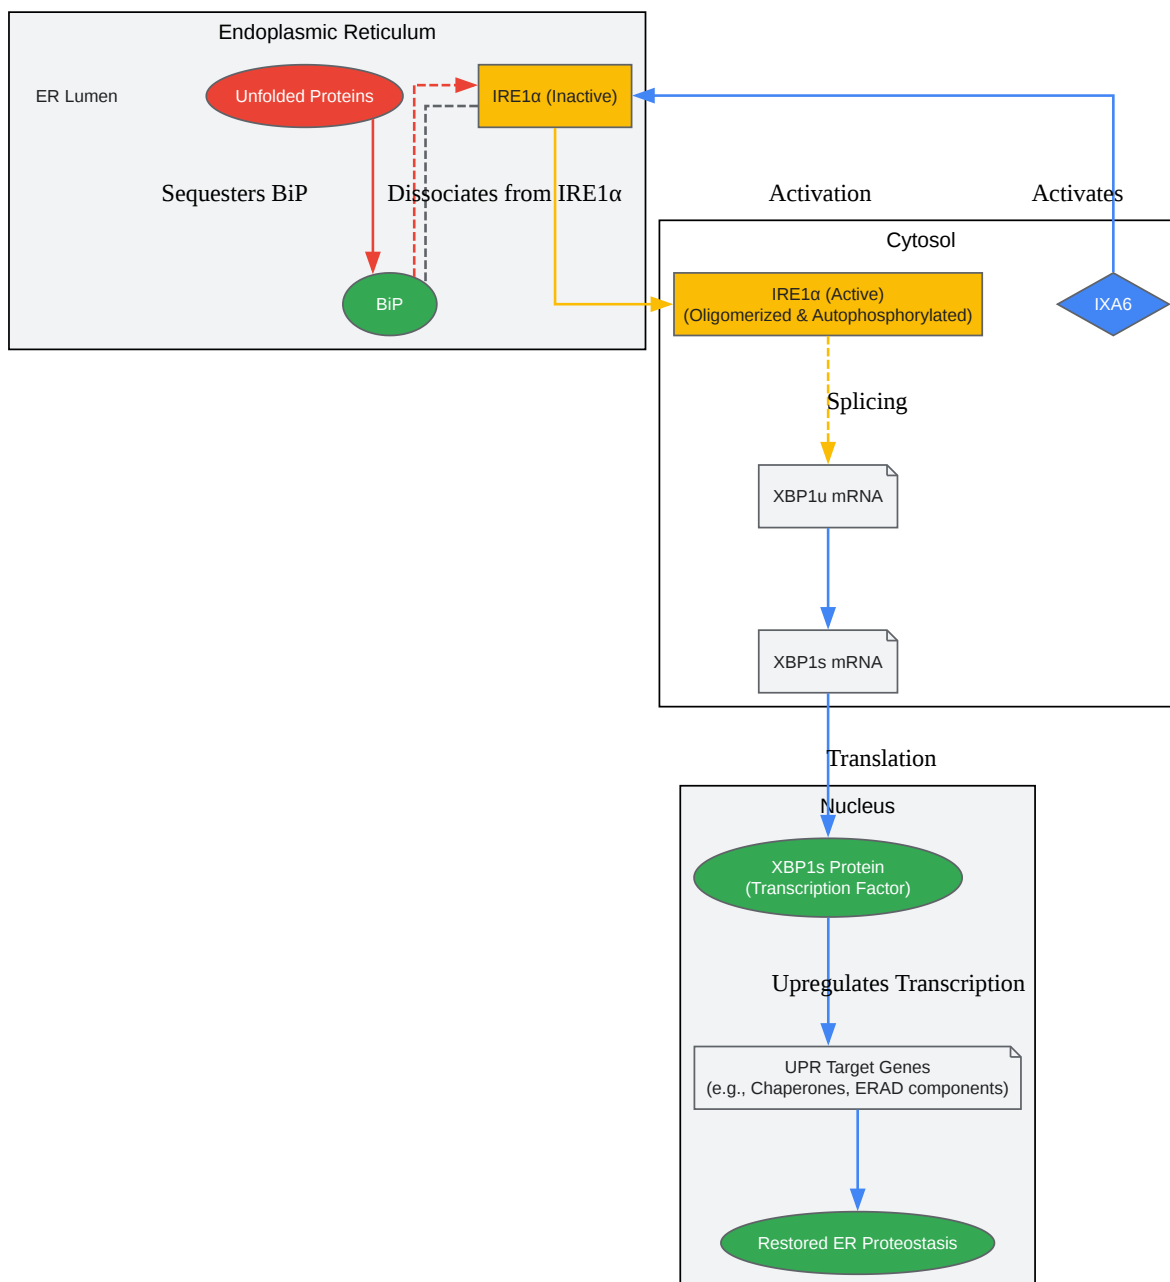 Endoplasmic Reticulum
ER Lumen
Unfolded Proteins
IRE1α (Inactive)
Sequesters BiP
Dissociates from IRE1α
Activation
Activates
Cytosol
BiP
IRE1α (Active)
(Oligomerized & Autophosphorylated)
IXA6
Splicing
XBP1u mRNA
XBP1s mRNA
Translation
Nucleus
XBP1s Protein
(Transcription Factor)
Upregulates Transcription
UPR Target Genes
(e.g., Chaperones, ERAD components)
Restored ER Proteostasis